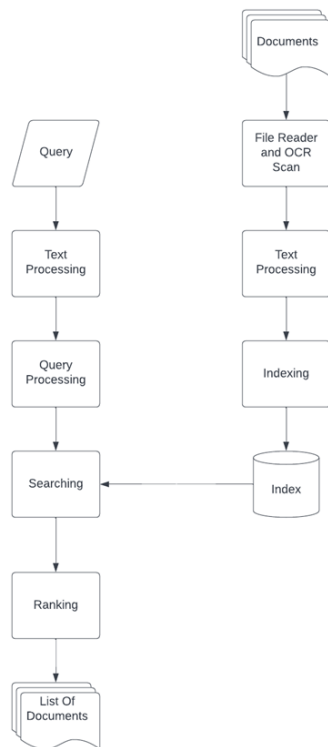 Documents
File Reader
and OCR
Scan
Text
Processing
Indexing
Index
Query
Text
Processing
Query
Processing
Searching
Ranking
List Of
Documents